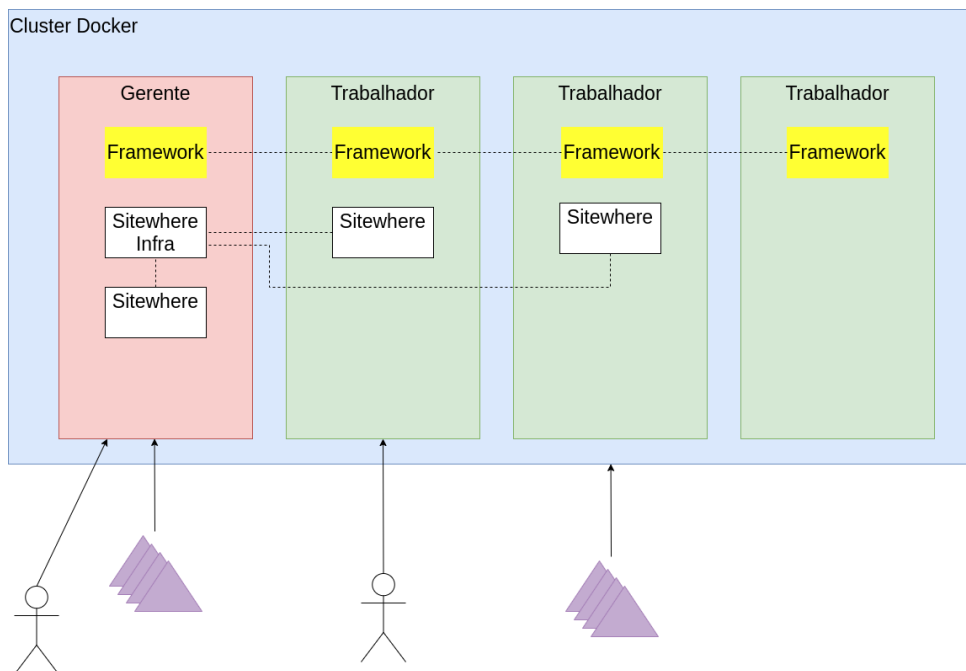 Cluster Docker
Gerente
Trabalhador
Trabalhador
Trabalhador
Framework
Framework
Framework
Framework
Sitewhere
Infra
Sitewhere
Sitewhere
Sitewhere